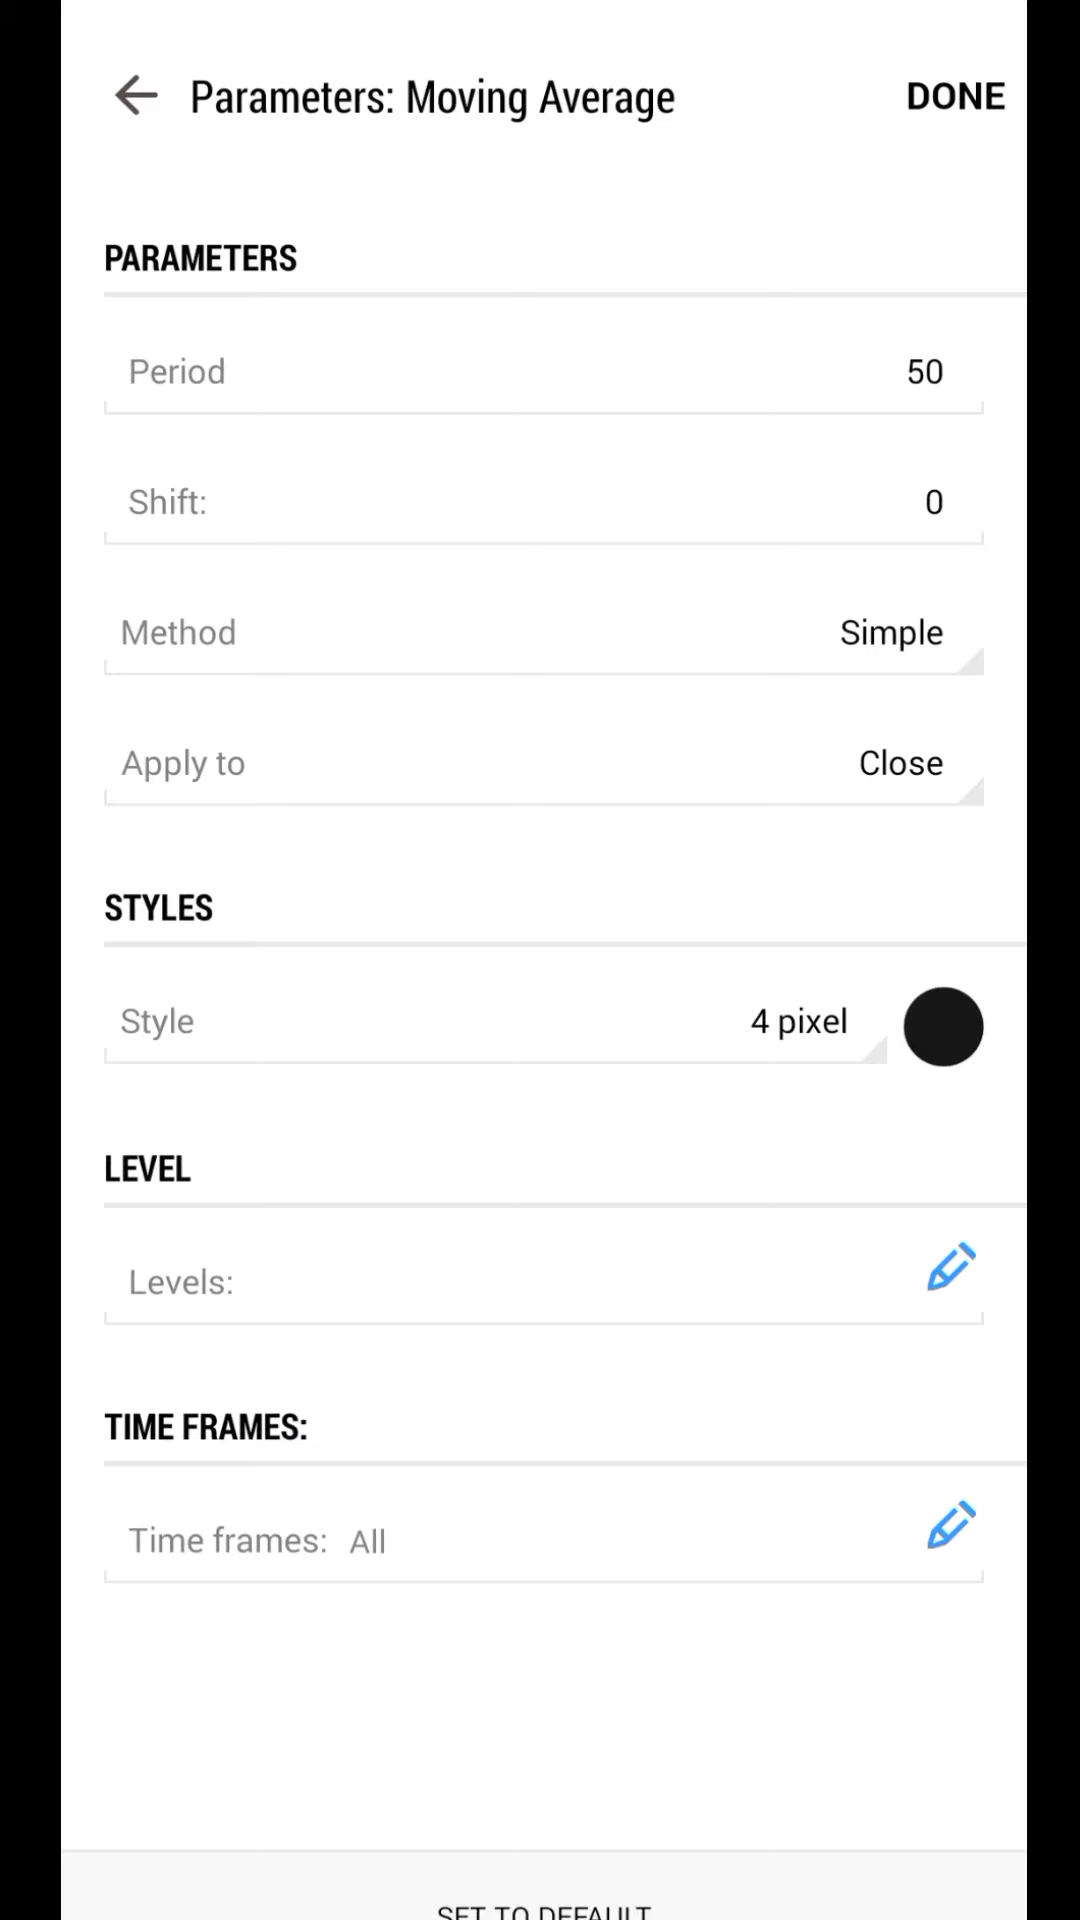 Parameters: Moving Average DONE
PARAMETERS
Period 50
Shift: 0
Method Simple
Apply to Close
STYLES
Style 4 pixel
LEVEL
Levels:
TIME FRAMES:
Time frames: All
SET TO DEFAULT